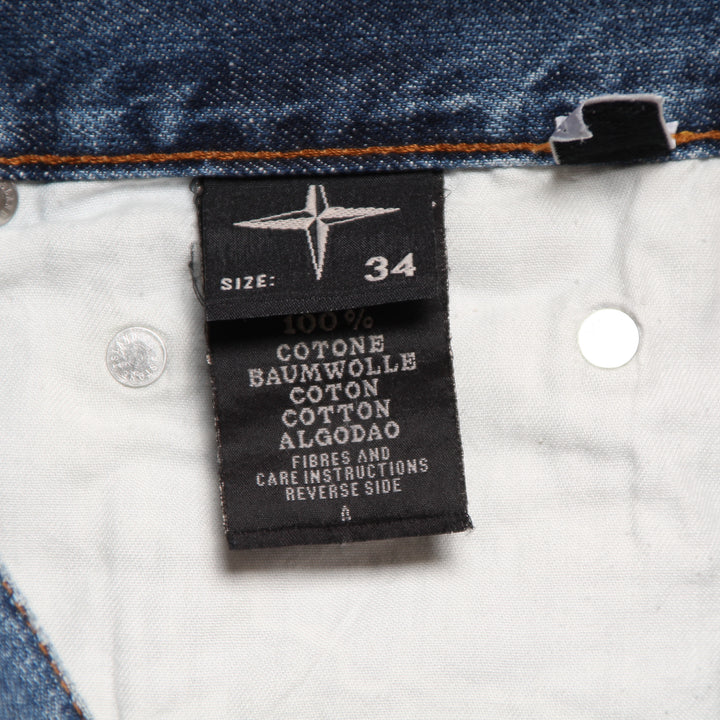 SIZE: 34
100%
COTONE
BAUMWOLLE
COTON
COTTON
ALGODAO
FIBRES AND
CARE INSTRUCTIONS
REVERSE SIDE
A